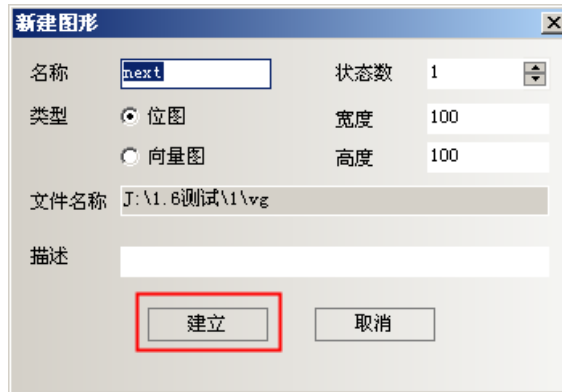 新建图形
名称 next 状态数 1
类型 位图 宽度 100
向量图 高度 100
文件名称 J:\1.6测试\1\vg
描述
建立 取消